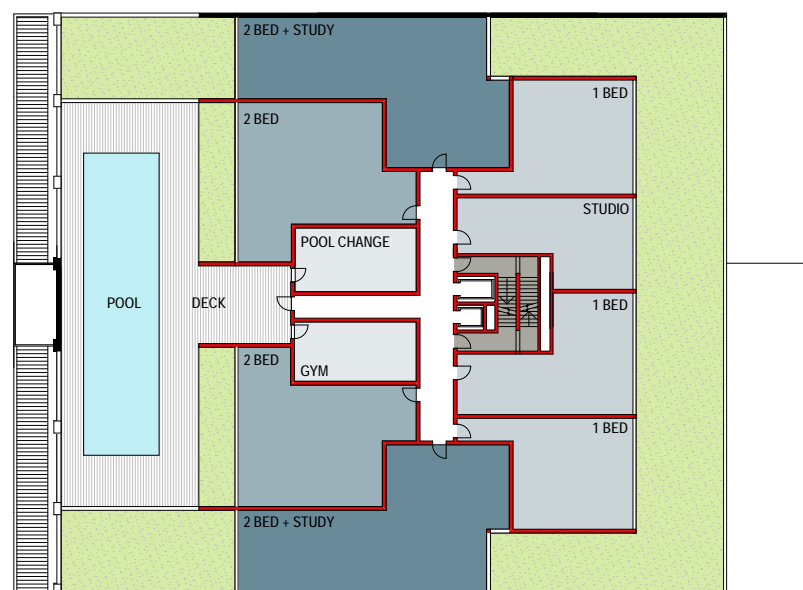 2 BED + STUDY
1 BED
2 BED
STUDIO
POOL CHANGE
POOL
DECK
1 BED
2 BED
GYM
1 BED
2 BED + STUDY